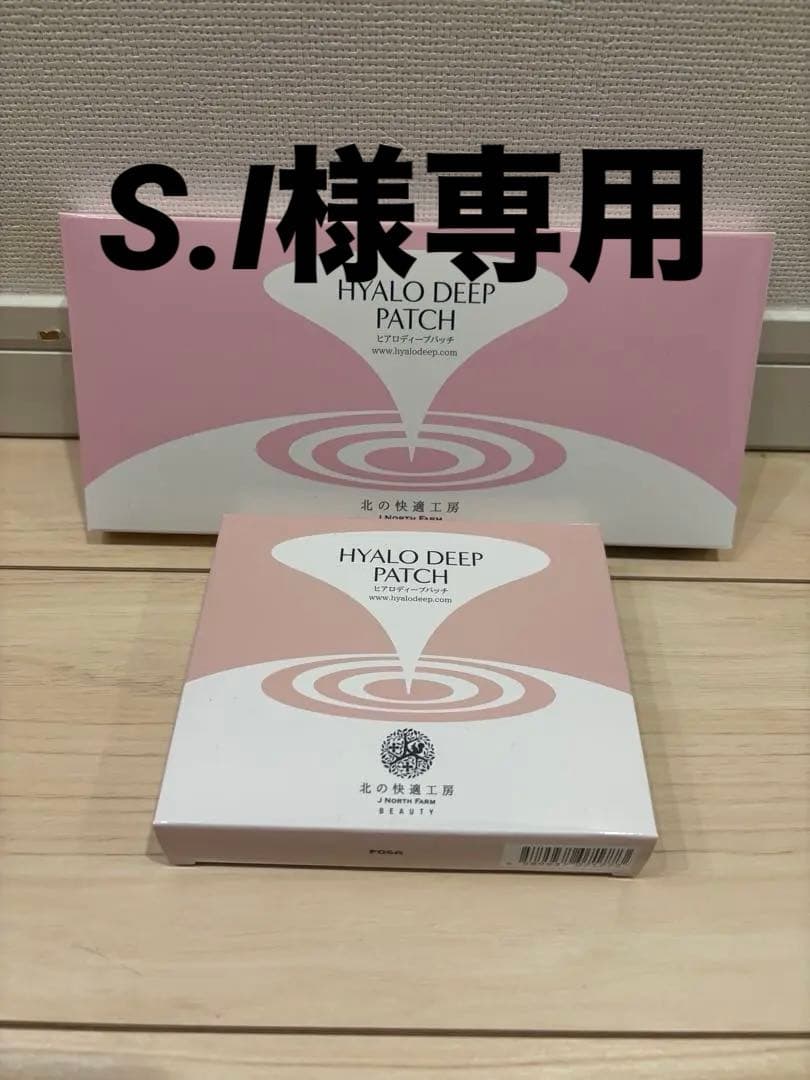 S.I様専用
HYALO DEEP
PATCH
ヒアロディープパッチ
www.hyalodeep.com
北の快適工房
J NORTH FARM
HYALO DEEP
PATCH
ヒアロディープパッチ
www.hyalodeep.com
北の快適工房
J NORTH FARM
BEAUTY